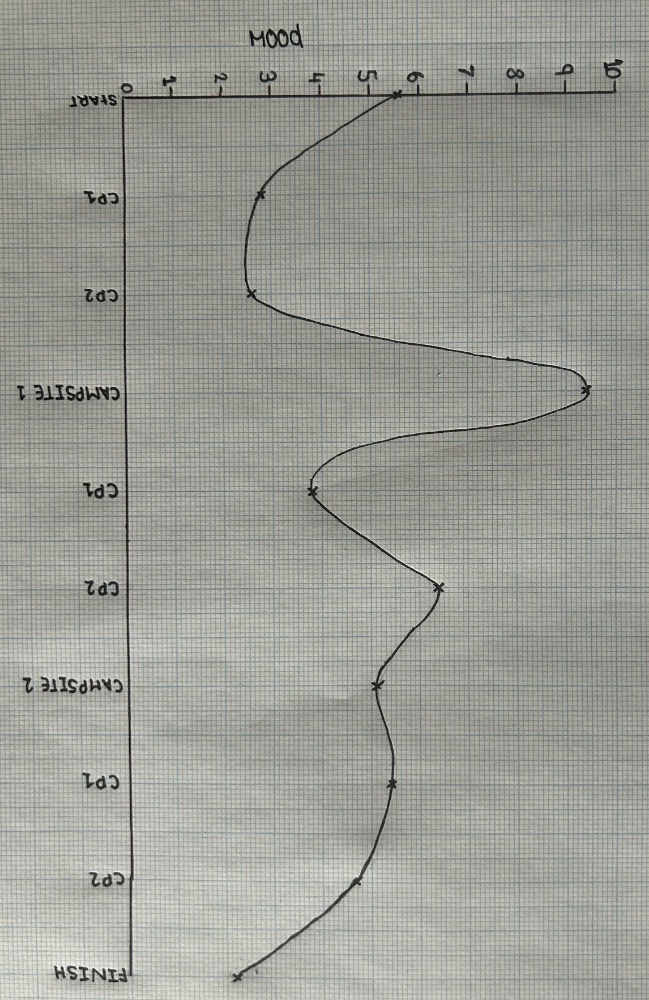 MOOD
0 1 2 3 4 5 6 7 8 9 10
START
CP1
CP2
CAMPSITE 1
CP1
CP2
CAMPSITE 2
CP1
CP2
FINISH